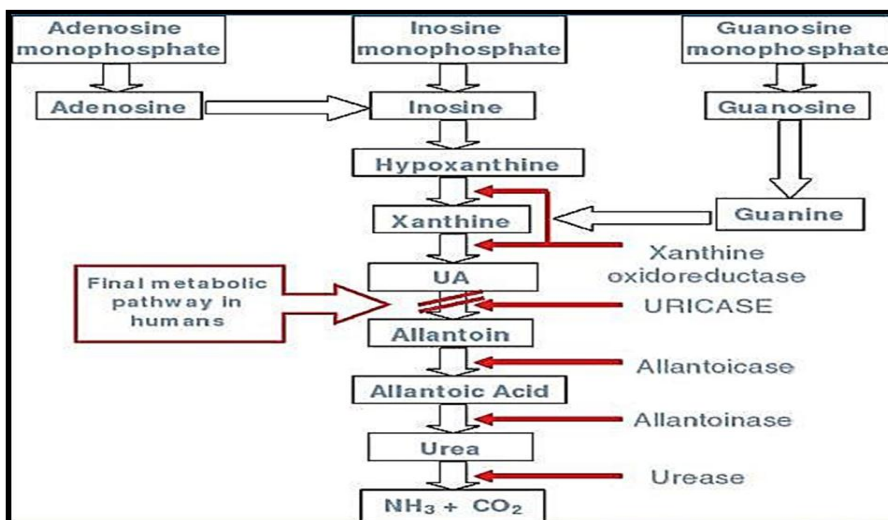 Adenosine
monophosphate
Inosine
monophosphate
Guanosine
monophosphate
Adenosine
Inosine
Guanosine
Hypoxanthine
Xanthine
Guanine
Xanthine
oxidoreductase
UA
Final metabolic
pathway in
humans
URICASE
Allantoin
Allantoicase
Allantoic Acid
Allantoinase
Urea
Urease
NH₃ + CO₂